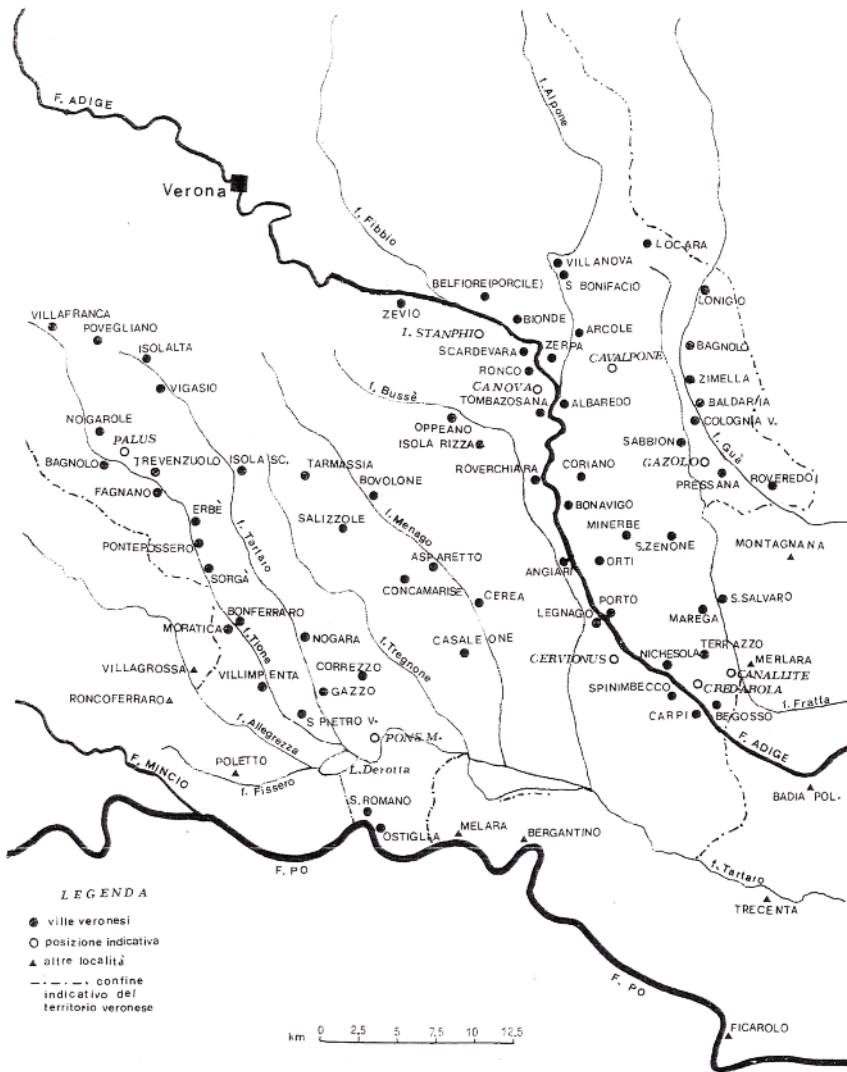 F. ADIGE
f. Alpone
Verona
f. Fibbio
LOCARA
VILLANOVA
S. BONIFACIO
BELFIORE (PORCILE)
LONIGO
ZEVIO
BIONDE
VILLAFRANCA
POVEGLIANO
I. STANPHI
ARCOLE
ISOLALTA
SCARDEVARA
ZERPA
BAGNOLO
CAVALPONE
RONCO
VIGASIO
f. Bussè
CANOVA
ZIMELLA
TOMBAZOSANA
ALBAREDO
BALDARIA
OPPEANO
COLOGNIA V.
NOGAROLE
ISOLA RIZZA
SABBION
f. Guà
PALUS
GAZOLO
BAGNOLO
TREVENZUOLO
ISOLA SC.
TARMASSIA
ROVERCHIARA
CORIANO
PRESSANA
ROVEREDO
FAGNANO
BOVOLONE
ERBÈ
f. Menago
BONAVIGO
SALIZZOLE
MINERBE
PONTEPOSSERO
f. Tartaro
S. ZENONE
MONTAGNANA
ASPARETTO
SORGÀ
ANGIARI
ORTI
CONCAMARISE
CEREA
PORTO
S. SALVARO
BONFERRARO
LEGNAGO
MAREGA
MORATICA
NOGARA
CASALEONE
TERRAZZO
f. Tione
f. Tregnone
CERVIONUS
NICHESOLA
MERLARA
VILLAGROSSA
CORREZZO
CANALLITE
VILLIMPENTA
GAZZO
SPINIMBECCO
CREDAROLA
RONCOFERRARO
f. Fratta
S. PIETRO V.
CARPI
BEGOSSO
f. Allegrezza
PONS M.
F. ADIGE
F. MINCIO
POLETTO
L. Derotta
f. Fissero
BADIA POL.
S. ROMANO
OSTIGLIA
MELARA
BERGANTINO
F. PO
f. Tartaro
TRECENTA
LEGENDA
ville veronesi
posizione indicativa
altre località
confine
indicativo del
territorio veronese
F. PO
km 0 2,5 5 7,5 10 12,5
FICAROLO